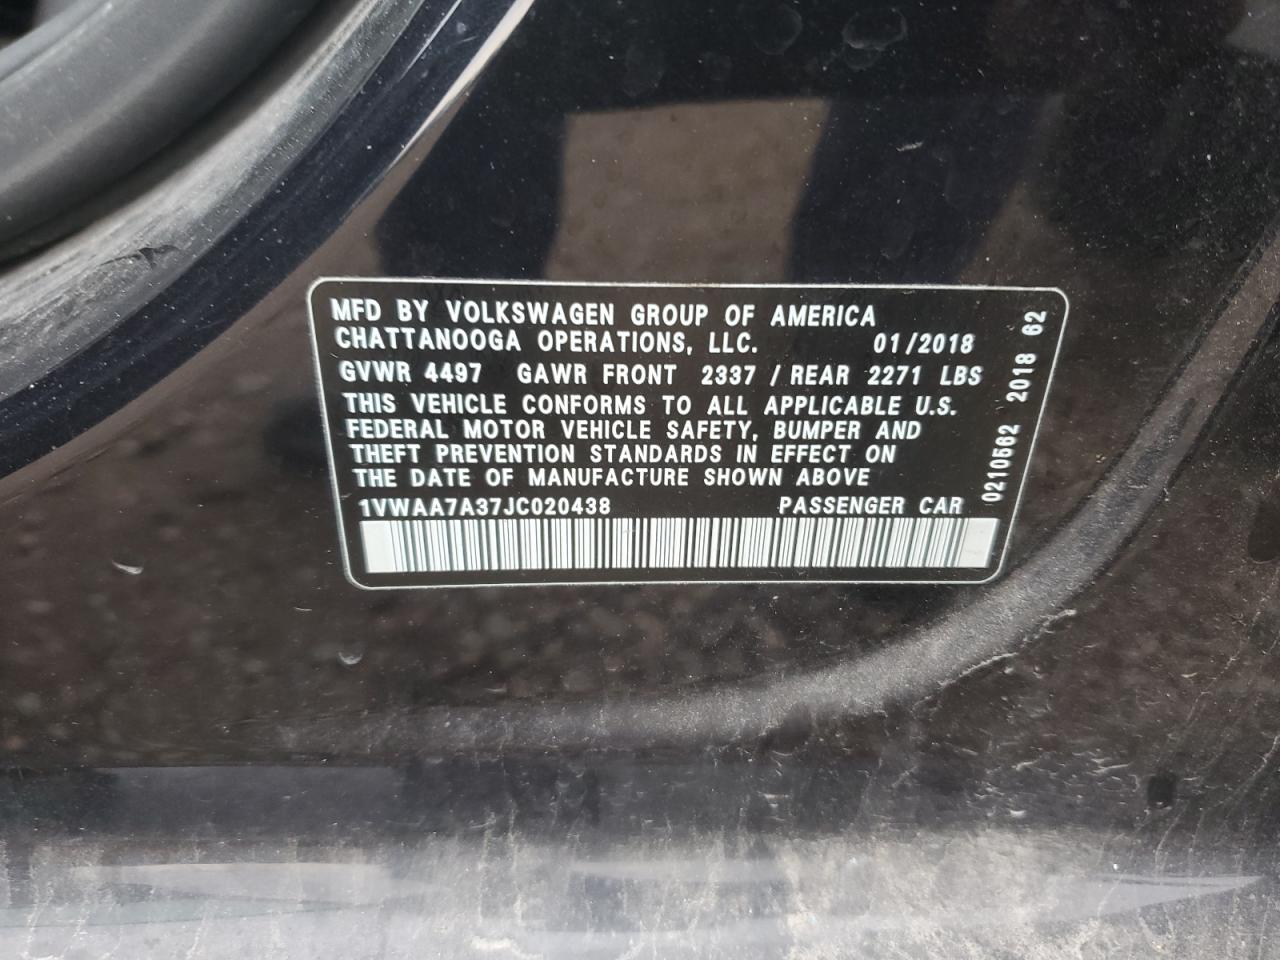 MFD BY VOLKSWAGEN GROUP OF AMERICA
CHATTANOOGA OPERATIONS, LLC. 01/2018
GVWR 4497 GAWR FRONT 2337 / REAR 2271 LBS
THIS VEHICLE CONFORMS TO ALL APPLICABLE U.S.
FEDERAL MOTOR VEHICLE SAFETY, BUMPER AND
THEFT PREVENTION STANDARDS IN EFFECT ON
THE DATE OF MANUFACTURE SHOWN ABOVE
1VWAA7A37JC020438 PASSENGER CAR
0210562 2018 62